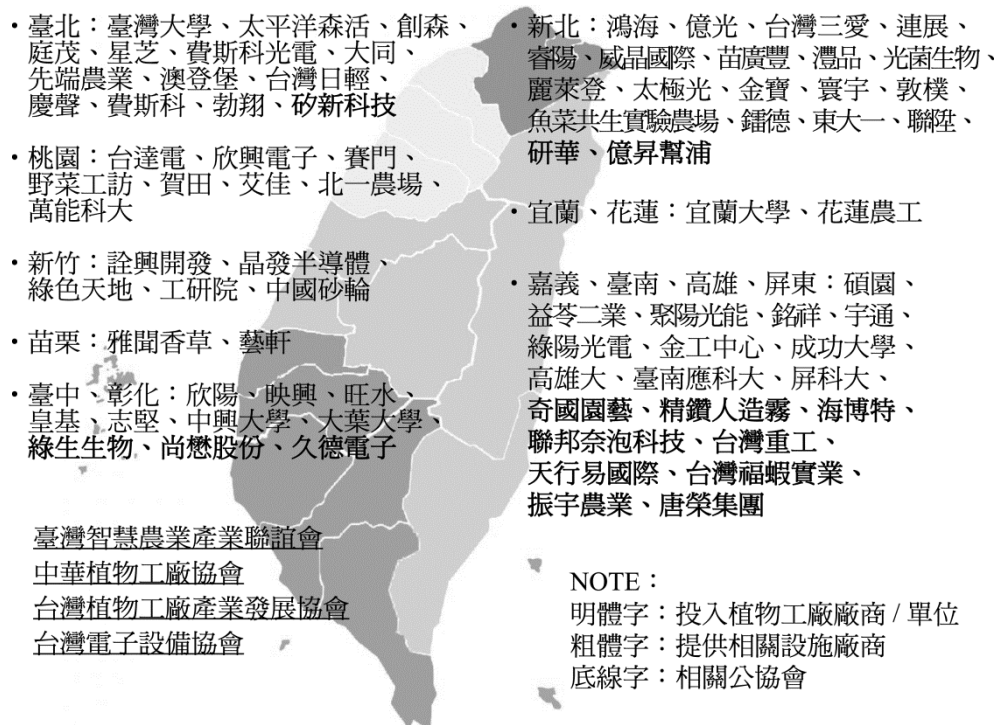 ・臺北：臺灣大學、太平洋森活、創森
庭茂、星芝、費斯科光電、大同、
先端農業、澳登堡、台灣日輕、
慶聲、費斯科、勃翔、矽新科技
・桃園：台達電、欣興電子、賽門、
野菜工訪、賀田、艾佳、北一農場、
萬能科大
・新竹：詮興開發、晶發半導體、
綠色天地、工研院、中國砂輪
・苗栗：雅聞香草、藝軒
・臺中、彰化：欣陽、映興、旺水、
皇基、志堅、中興大學、大葉大學、
綠生生物、尚懋股份、久德電子
臺灣智慧農業產業聯誼會
中華植物工廠協會
台灣植物工廠產業發展協會
台灣電子設備協會
・新北：鴻海、億光、台灣三愛、連展、
睿陽、威晶國際、苗廣豐、灃品、光菌生物、
麗萊登、太極光、金寶、寰宇、敦樸、
魚菜共生實驗農場、鐳德、東大一、聯陞、
研華、億昇幫浦
・宜蘭、花蓮：宜蘭大學、花蓮農工
・嘉義、臺南、高雄、屏東：碩園、
益苓二業、聚陽光能、銘祥、宇通、
綠陽光電、金工中心、成功大學、
高雄大、臺南應科大、屏科大、
奇國園藝、精鑽人造霧、海博特、
聯邦奈泡科技、台灣重工、
天行易國際、台灣福蝦實業、
振宇農業、唐榮集團
NOTE：
明體字：投入植物工廠廠商 / 單位
粗體字：提供相關設施廠商
底線字：相關公協會